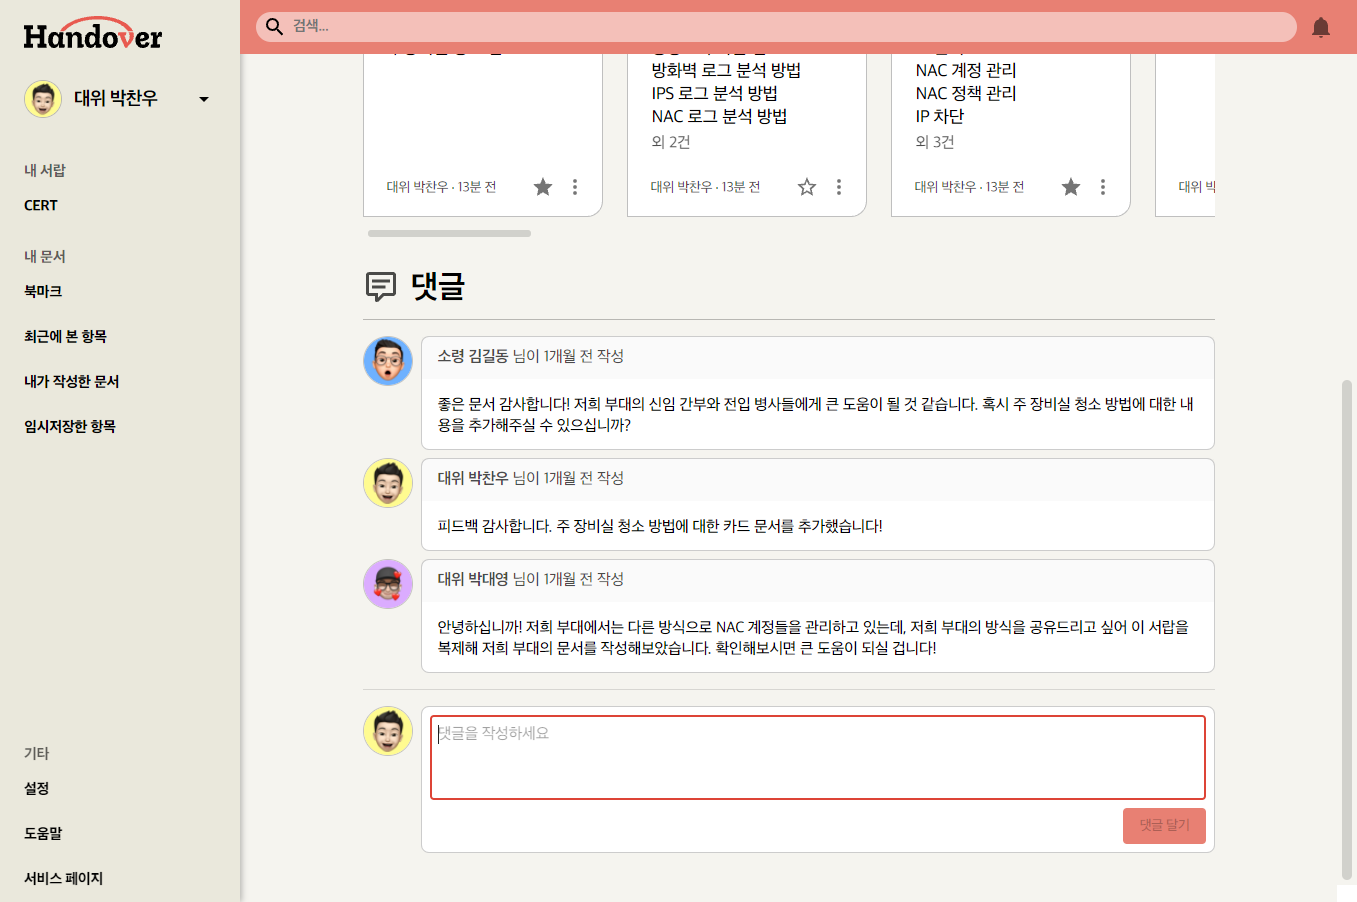 Handover
검색...
대위 박찬우
내 서랍
CERT
내 문서
북마크
최근에 본 항목
내가 작성한 문서
임시저장한 항목
기타
설정
도움말
서비스 페이지
대위 박찬우 · 13분 전
방화벽 로그 분석 방법
IPS 로그 분석 방법
NAC 로그 분석 방법
외 2건
대위 박찬우 · 13분 전
NAC 계정 관리
NAC 정책 관리
IP 차단
외 3건
대위 박찬우 · 13분 전
대위
댓글
소령 김길동 님이 1개월 전 작성
좋은 문서 감사합니다! 저희 부대의 신임 간부와 전입 병사들에게 큰 도움이 될 것 같습니다. 혹시 주 장비실 청소 방법에 대한 내
용을 추가해주실 수 있으십니까?
대위 박찬우 님이 1개월 전 작성
피드백 감사합니다. 주 장비실 청소 방법에 대한 카드 문서를 추가했습니다!
대위 박대영 님이 1개월 전 작성
안녕하십니까! 저희 부대에서는 다른 방식으로 NAC 계정들을 관리하고 있는데, 저희 부대의 방식을 공유드리고 싶어 이 서랍을
복제해 저희 부대의 문서를 작성해보았습니다. 확인해보시면 큰 도움이 되실 겁니다!
댓글을 작성하세요
댓글 달기